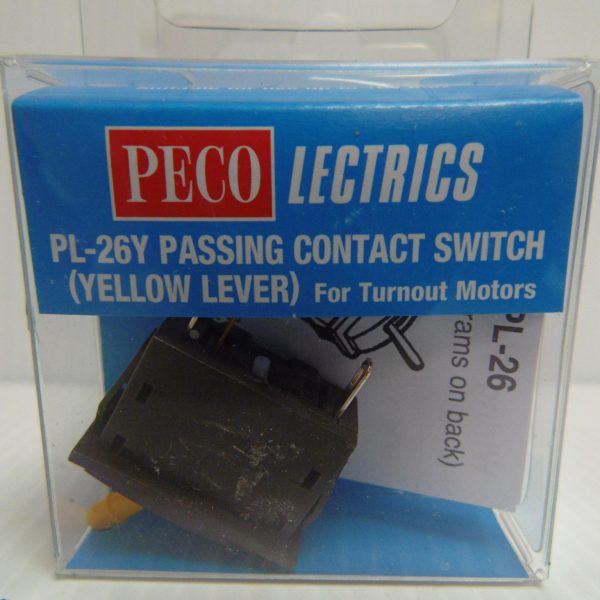 PECO LECTRICS
PL-26Y PASSING CONTACT SWITCH
(YELLOW LEVER) For Turnout Motors
PL-26
rams on back)